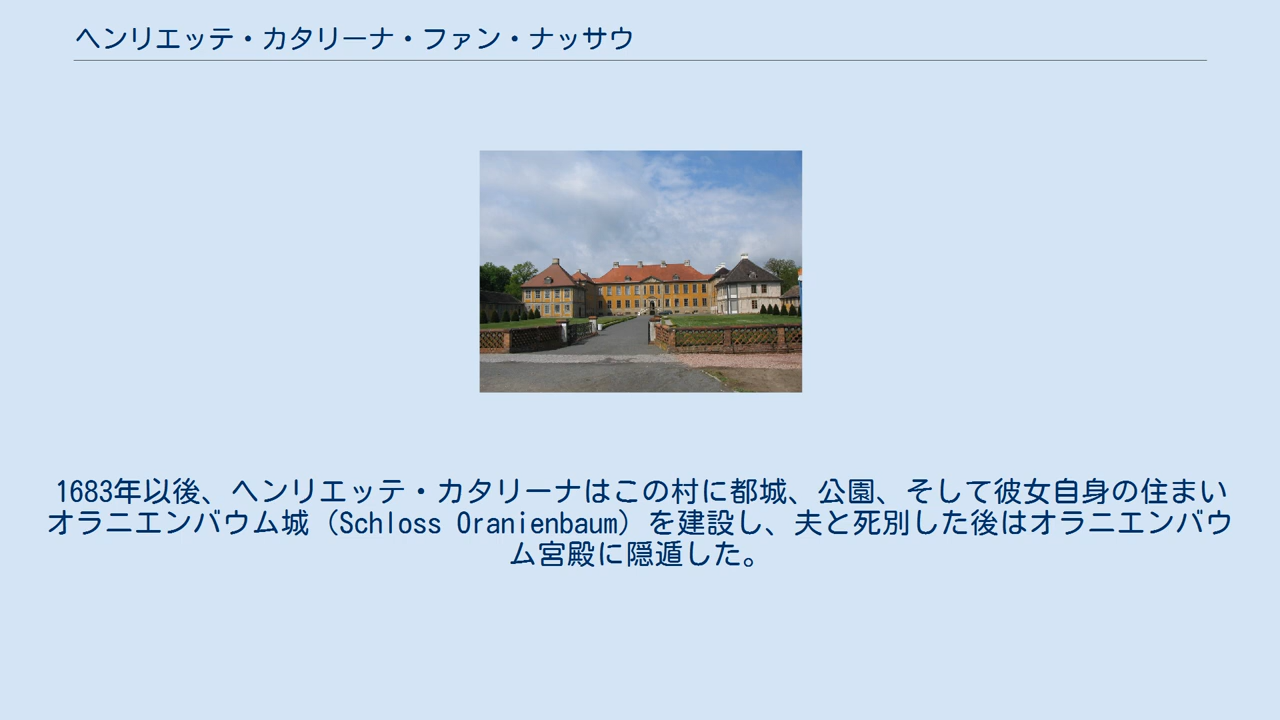 ヘンリエッテ・カタリーナ・ファン・ナッサウ
1683年以後、ヘンリエッテ・カタリーナはこの村に都城、公園、そして彼女自身の住まい
オラニエンバウム城（Schloss Oranienbaum）を建設し、夫と死別した後はオラニエンバウ
ム宮殿に隠遁した。